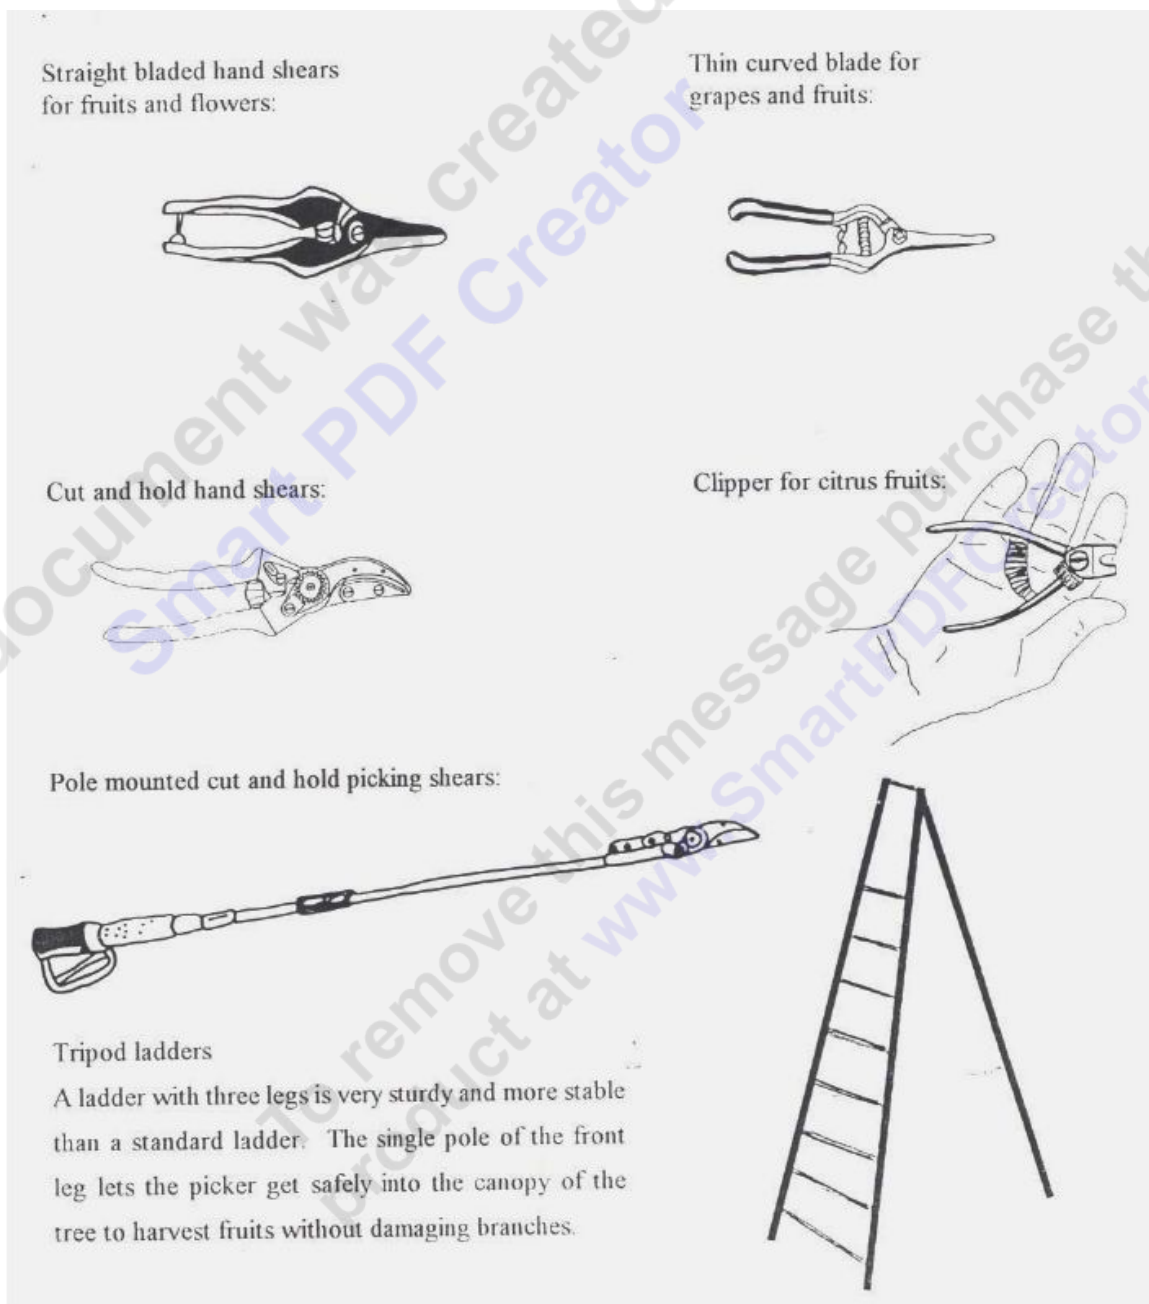 Straight bladed hand shears
for fruits and flowers:
Thin curved blade for
grapes and fruits:
Cut and hold hand shears:
Clipper for citrus fruits:
Pole mounted cut and hold picking shears:
Tripod ladders
A ladder with three legs is very sturdy and more stable
than a standard ladder. The single pole of the front
leg lets the picker get safely into the canopy of the
tree to harvest fruits without damaging branches.
document was created
Smart PDF Creator
To remove this message purchase th
product at www.SmartPDFCreator